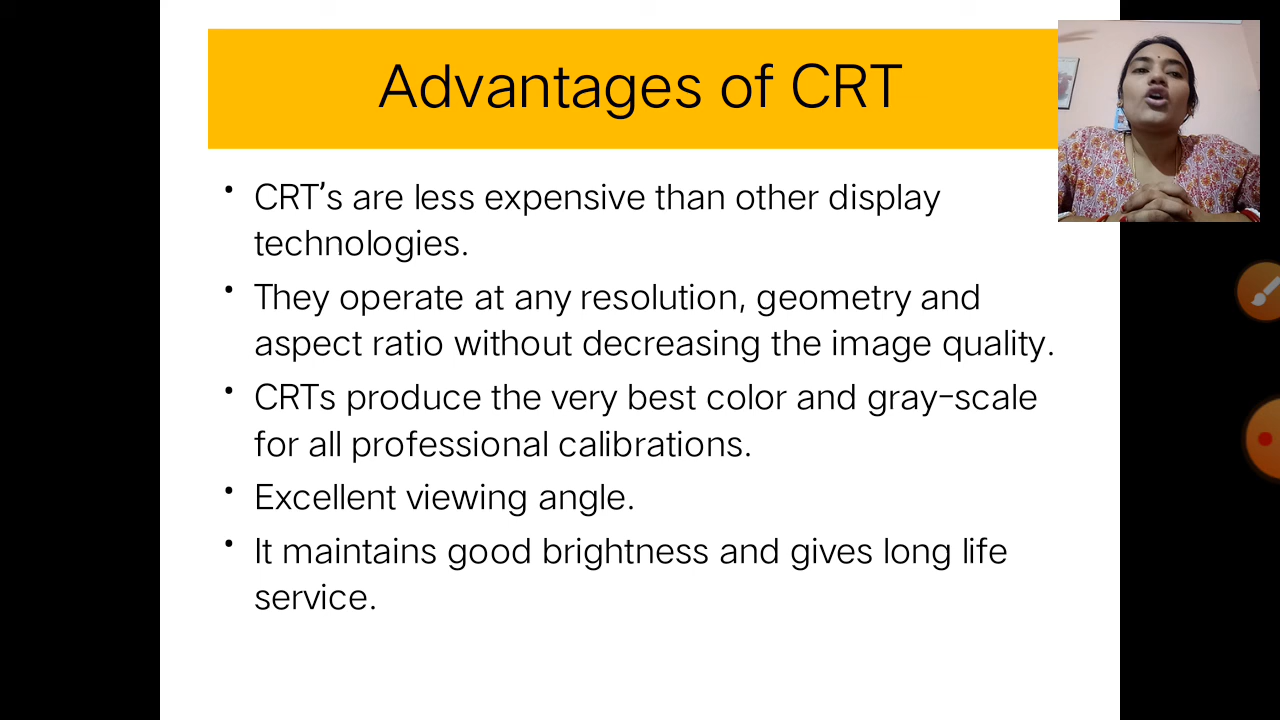 Advantages of CRT
• CRT's are less expensive than other display
technologies.
• They operate at any resolution, geometry and
aspect ratio without decreasing the image quality.
• CRTs produce the very best color and gray-scale
for all professional calibrations.
• Excellent viewing angle.
• It maintains good brightness and gives long life
service.